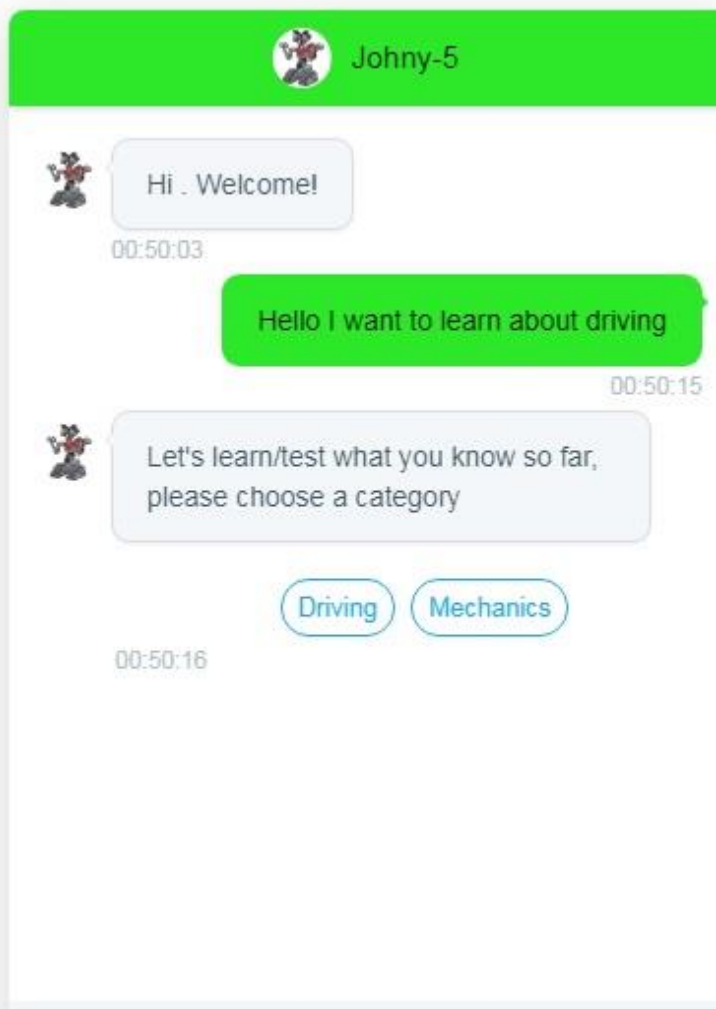 Johny-5
Hi . Welcome!
00:50:03
Hello I want to learn about driving
00:50:15
Let's learn/test what you know so far,
please choose a category
Driving Mechanics
00:50:16